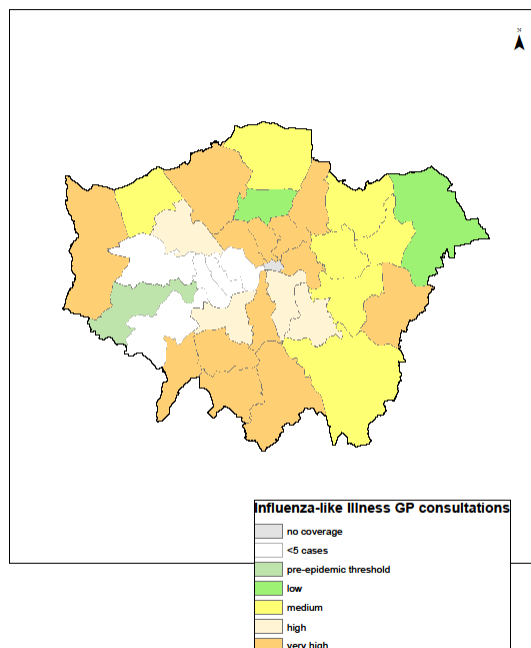 N
Influenza-like Illness GP consultations
no coverage
<5 cases
pre-epidemic threshold
low
medium
high
very high